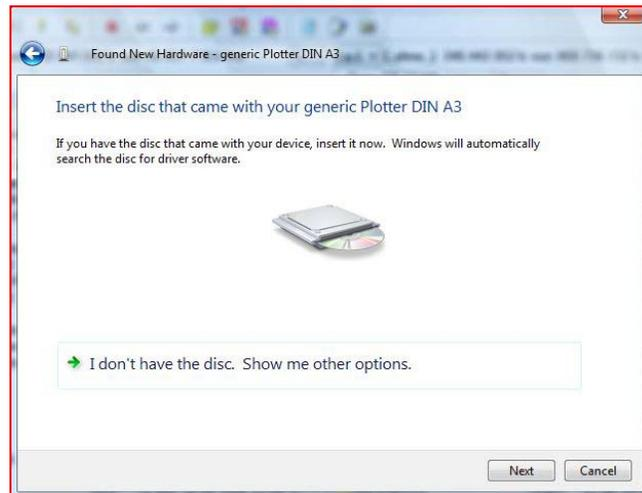 Found New Hardware - generic Plotter DIN A3
Insert the disc that came with your generic Plotter DIN A3
If you have the disc that came with your device, insert it now. Windows will automatically
search the disc for driver software.
I don't have the disc. Show me other options.
Next Cancel